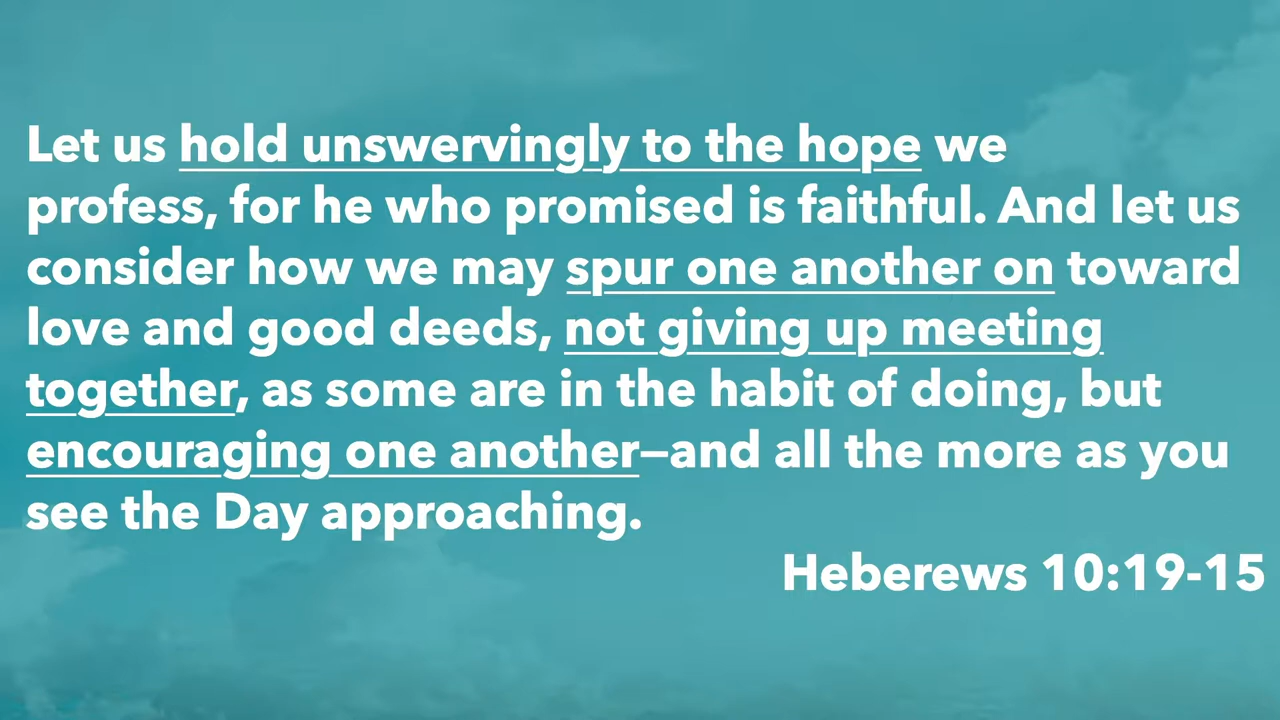 Let us hold unswervingly to the hope we
profess, for he who promised is faithful. And let us
consider how we may spur one another on toward
love and good deeds, not giving up meeting
together, as some are in the habit of doing, but
encouraging one another—and all the more as you
see the Day approaching.
Heberews 10:19-15